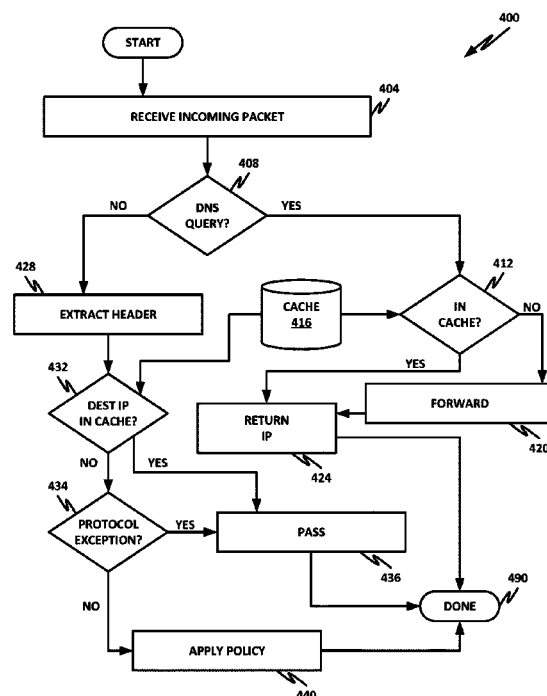 400
START
RECEIVE INCOMING PACKET
404
408
DNS
QUERY?
NO
YES
428
EXTRACT HEADER
CACHE
416
412
IN
CACHE?
NO
YES
432
DEST IP
IN CACHE?
RETURN
IP
424
FORWARD
420
NO
YES
434
PROTOCOL
EXCEPTION?
YES
PASS
436
NO
490
DONE
APPLY POLICY
440